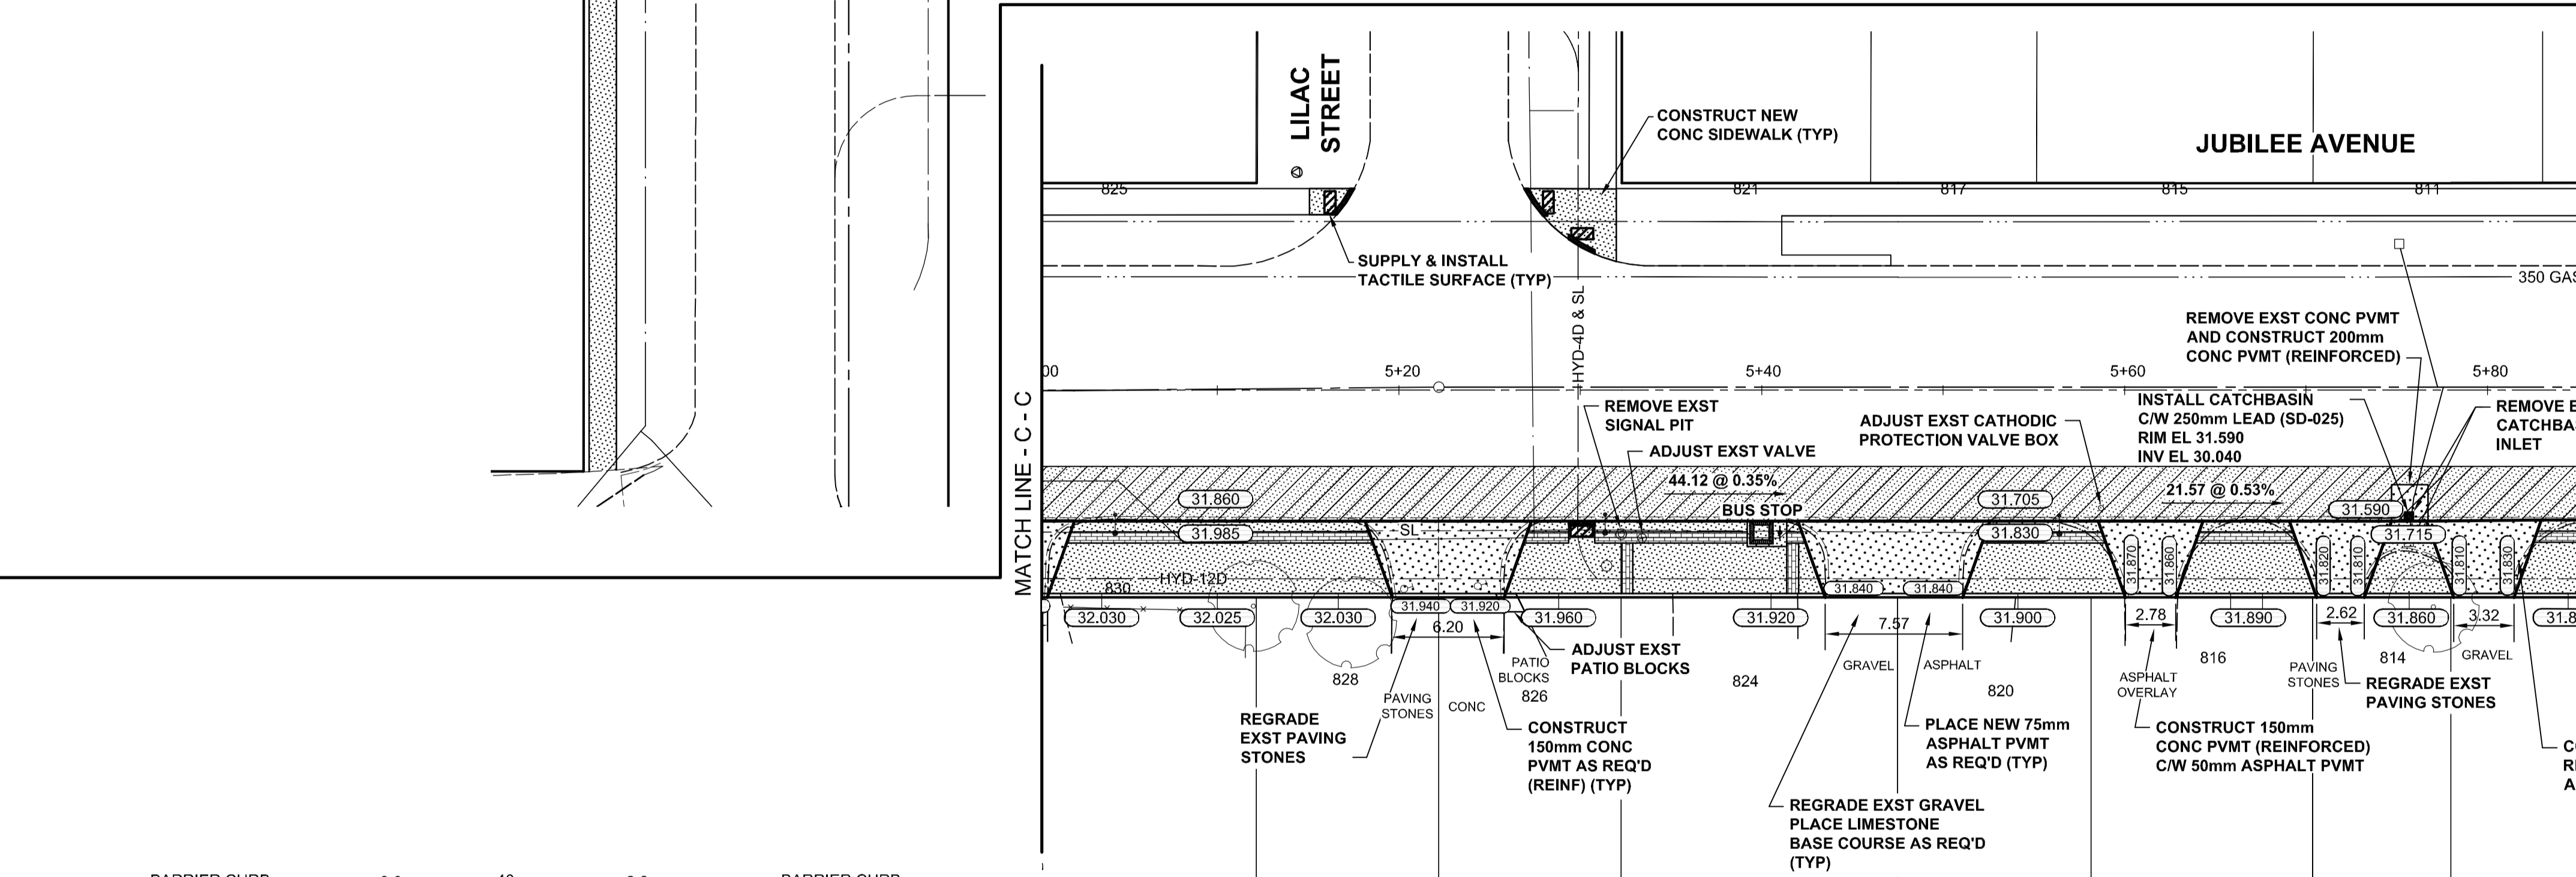 LILAC
STREET
CONSTRUCT NEW
CONC SIDEWALK (TYP)
JUBILEE AVENUE
825
821
817
815
811
SUPPLY & INSTALL
TACTILE SURFACE (TYP)
350 GAS
HYD-4D & SL
REMOVE EXST CONC PVMT
AND CONSTRUCT 200mm
CONC PVMT (REINFORCED)
00
5+20
5+40
5+60
5+80
MATCH LINE - C - C
REMOVE EXST
SIGNAL PIT
ADJUST EXST VALVE
ADJUST EXST CATHODIC
PROTECTION VALVE BOX
INSTALL CATCHBASIN
C/W 250mm LEAD (SD-025)
RIM EL 31.590
INV EL 30.040
REMOVE E
CATCHBA
INLET
44.12 @ 0.35%
BUS STOP
21.57 @ 0.53%
31.860
31.705
31.590
31.985
SL
31.830
31.715
31.870
31.860
31.820
31.810
31.810
31.830
HYD-12D
830
31.940
31.920
31.840
31.840
32.030
32.025
32.030
31.960
31.920
31.900
31.890
31.860
31.8
6.20
7.57
2.78
2.62
3.32
ADJUST EXST
PATIO BLOCKS
PATIO
BLOCKS
828
826
824
820
816
814
GRAVEL
ASPHALT
GRAVEL
PAVING
STONES
CONC
ASPHALT
OVERLAY
PAVING
STONES
REGRADE EXST
PAVING STONES
REGRADE
EXST PAVING
STONES
CONSTRUCT
150mm CONC
PVMT AS REQ'D
(REINF) (TYP)
PLACE NEW 75mm
ASPHALT PVMT
AS REQ'D (TYP)
CONSTRUCT 150mm
CONC PVMT (REINFORCED)
C/W 50mm ASPHALT PVMT
REGRADE EXST GRAVEL
PLACE LIMESTONE
BASE COURSE AS REQ'D
(TYP)
BARRIER CURB
BARRIER CURB